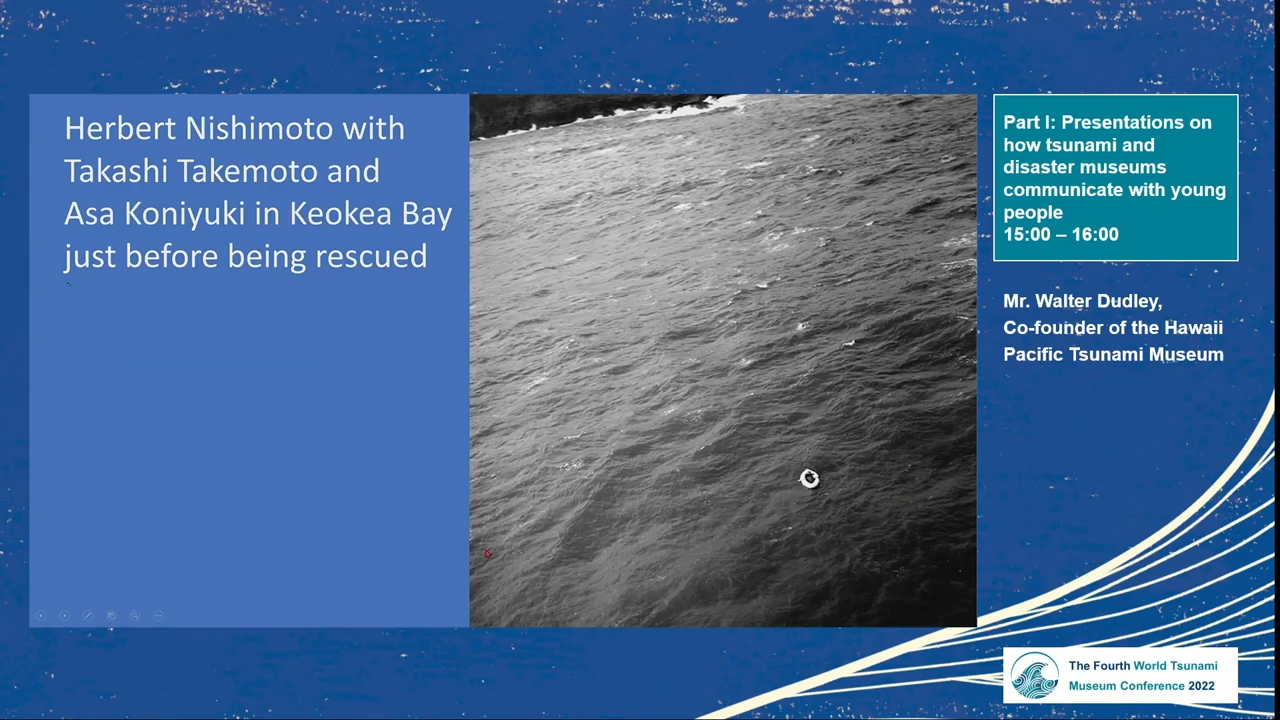 Herbert Nishimoto with
Takashi Takemoto and
Asa Koniyuki in Keokea Bay
just before being rescued
Part I: Presentations on
how tsunami and
disaster museums
communicate with young
people
15:00 – 16:00
Mr. Walter Dudley,
Co-founder of the Hawaii
Pacific Tsunami Museum
The Fourth World Tsunami
Museum Conference 2022